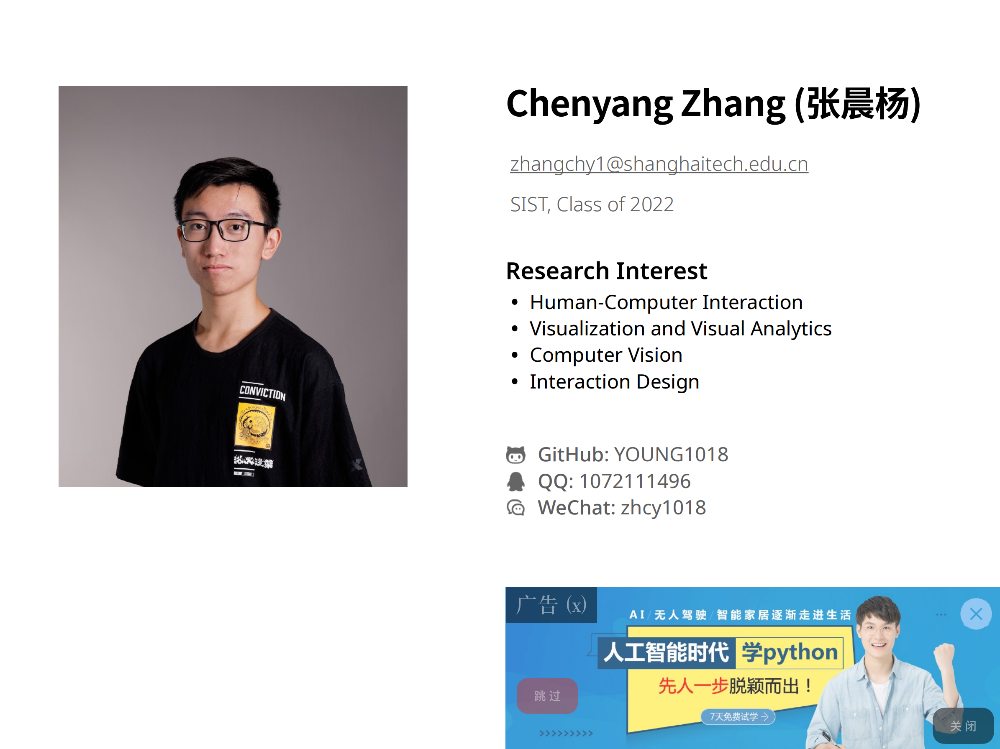 Chenyang Zhang (张晨杨)
zhangchy1@shanghaitech.edu.cn
SIST, Class of 2022
Research Interest
• Human-Computer Interaction
• Visualization and Visual Analytics
• Computer Vision
• Interaction Design
GitHub: YOUNG1018
QQ: 1072111496
WeChat: zhcy1018
CONVICTION
广告 (x)
AI/无人驾驶/智能家居逐渐走进生活
人工智能时代 学python
先人一步脱颖而出！
跳过
7天免费试学→
关闭
>>>>>>>>>